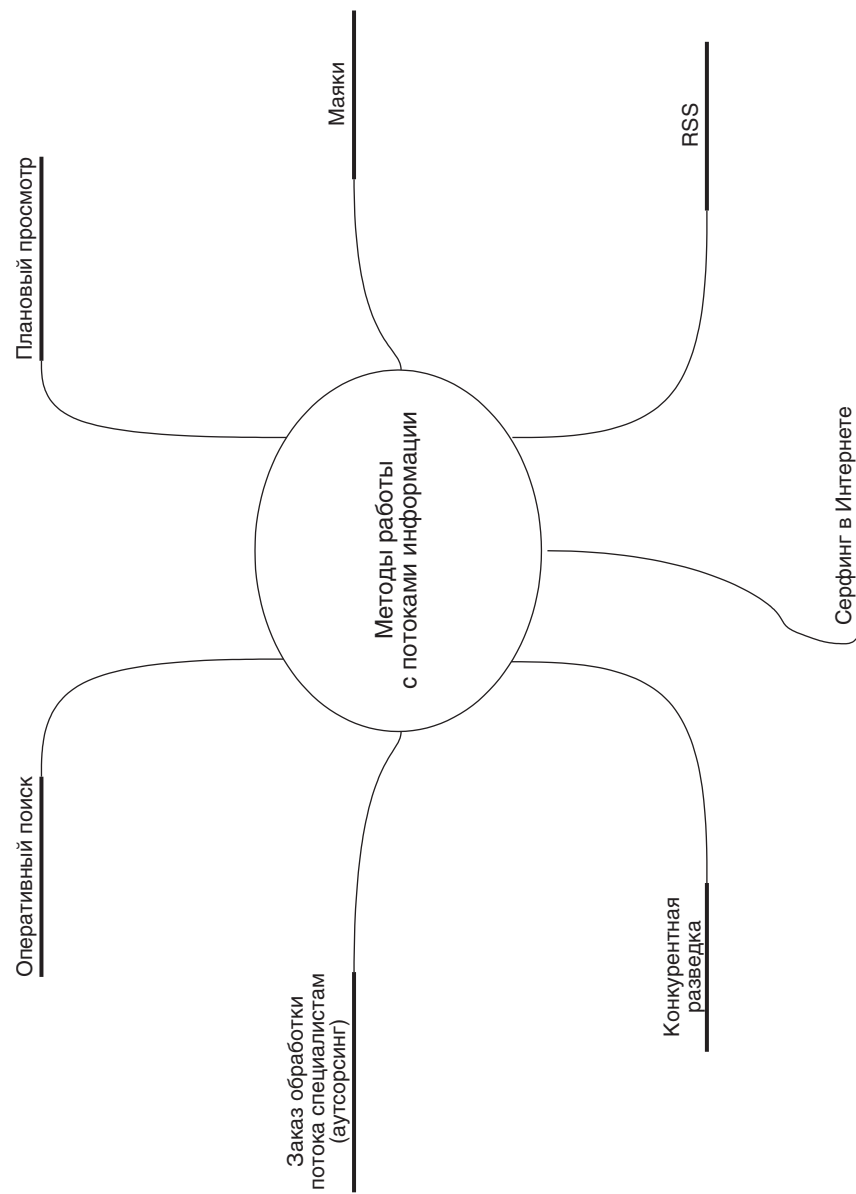 Оперативный поиск
Плановый просмотр
Заказ обработки
потока специалистам
(аутсорсинг)
Методы работы
с потоками информации
Маяки
Конкурентная
разведка
RSS
Серфинг в Интернете